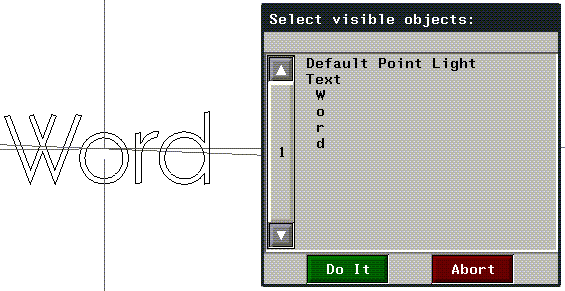 Word
Select visible objects:
Default Point Light
Text
W
o
r
d
1
Do It
Abort